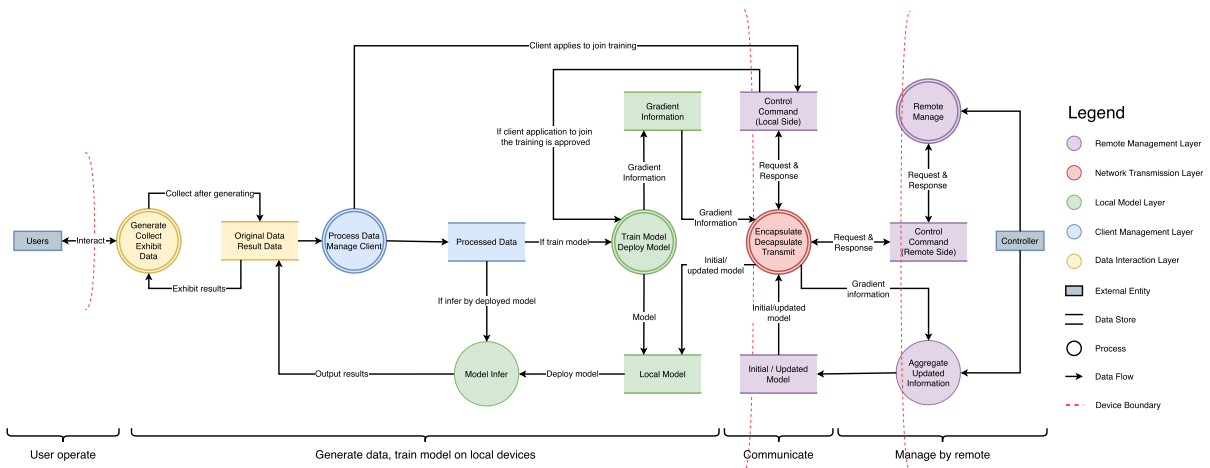 Client applies to join training
Gradient
Information
Control
Command
(Local Side)
Remote
Manage
Legend
If client application to join
the training is approved
Gradient
Information
Request &
Response
Request &
Response
Remote Management Layer
Network Transmission Layer
Local Model Layer
Client Management Layer
Data Interaction Layer
External Entity
Data Store
Process
Data Flow
Device Boundary
Collect after generating
Users
Interact
Generate
Collect
Exhibit
Data
Original Data
Result Data
Exhibit results
Process Data
Manage Client
Processed Data
If train model
Train Model
Deploy Model
Gradient
Information
Encapsulate
Decapsulate
Transmit
Request &
Response
Control
Command
(Remote Side)
Controller
Initial/
updated model
If infer by deployed model
Model
Initial/updated
model
Gradient
information
Output results
Model Infer
Deploy model
Local Model
Initial / Updated
Model
Aggregate
Updated
Information
User operate
Generate data, train model on local devices
Communicate
Manage by remote